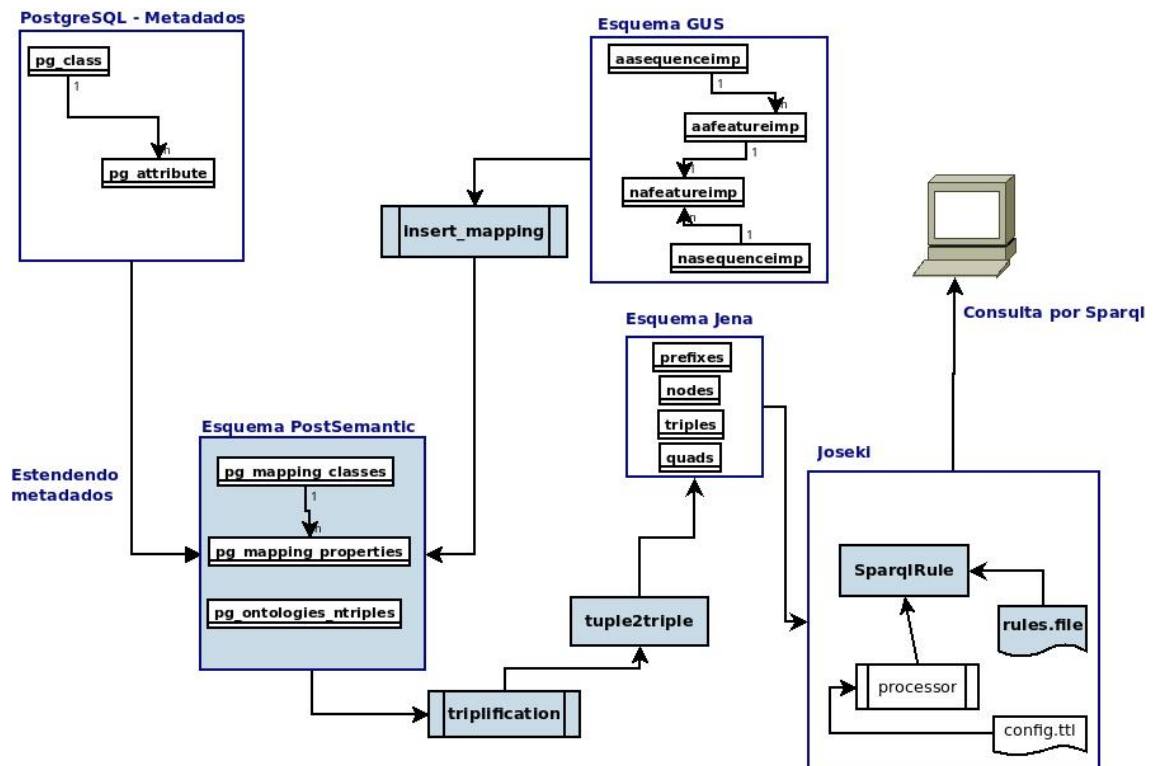 PostgreSQL - Metadados
pg_class
1
n
pg_attribute
Esquema GUS
aasequenceimp
1
n
aafeatureimp
1
1
nafeatureimp
n
1
nasequenceimp
insert_mapping
Consulta por Sparql
Esquema Jena
prefixes
nodes
triples
quads
Estendendo
metadados
Esquema PostSemantic
pg_mapping_classes
1
n
pg_mapping_properties
pg_ontologies_ntriples
tuple2triple
triplification
Joseki
SparqlRule
rules.file
processor
config.ttl